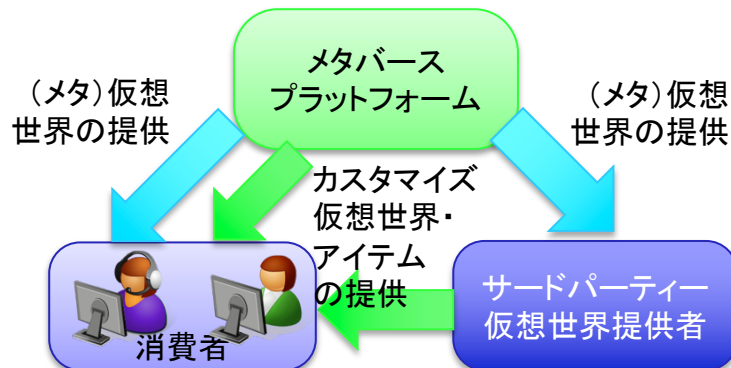 メタバース
プラットフォーム
（メタ）仮想
世界の提供
（メタ）仮想
世界の提供
カスタマイズ
仮想世界・
アイテム
の提供
消費者
サードパーティー
仮想世界提供者